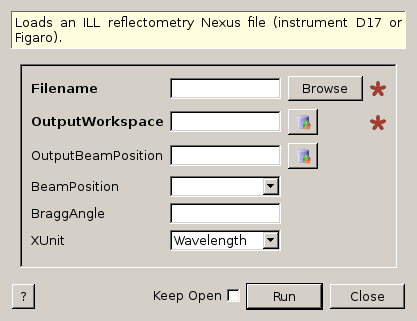 Loads an ILL reflectometry Nexus file (instrument D17 or
Figaro).
Filename Browse *
OutputWorkspace *
OutputBeamPosition
BeamPosition
BraggAngle
XUnit Wavelength
? Keep Open Run Close